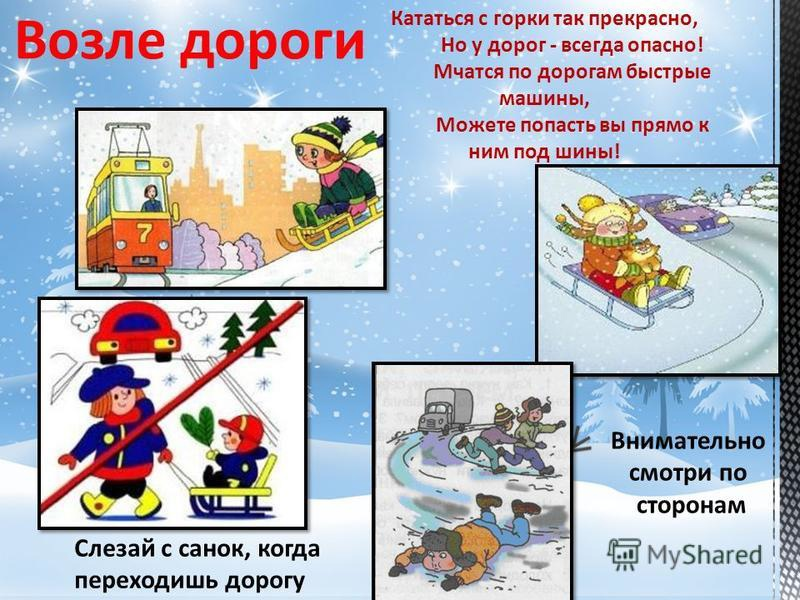 Возле дороги
Кататься с горки так прекрасно,
Но у дорог - всегда опасно!
Мчатся по дорогам быстрые
машины,
Можете попасть вы прямо к
ним под шины!
7
Внимательно
смотри по
сторонам
Слезай с санок, когда
переходишь дорогу
MyShared